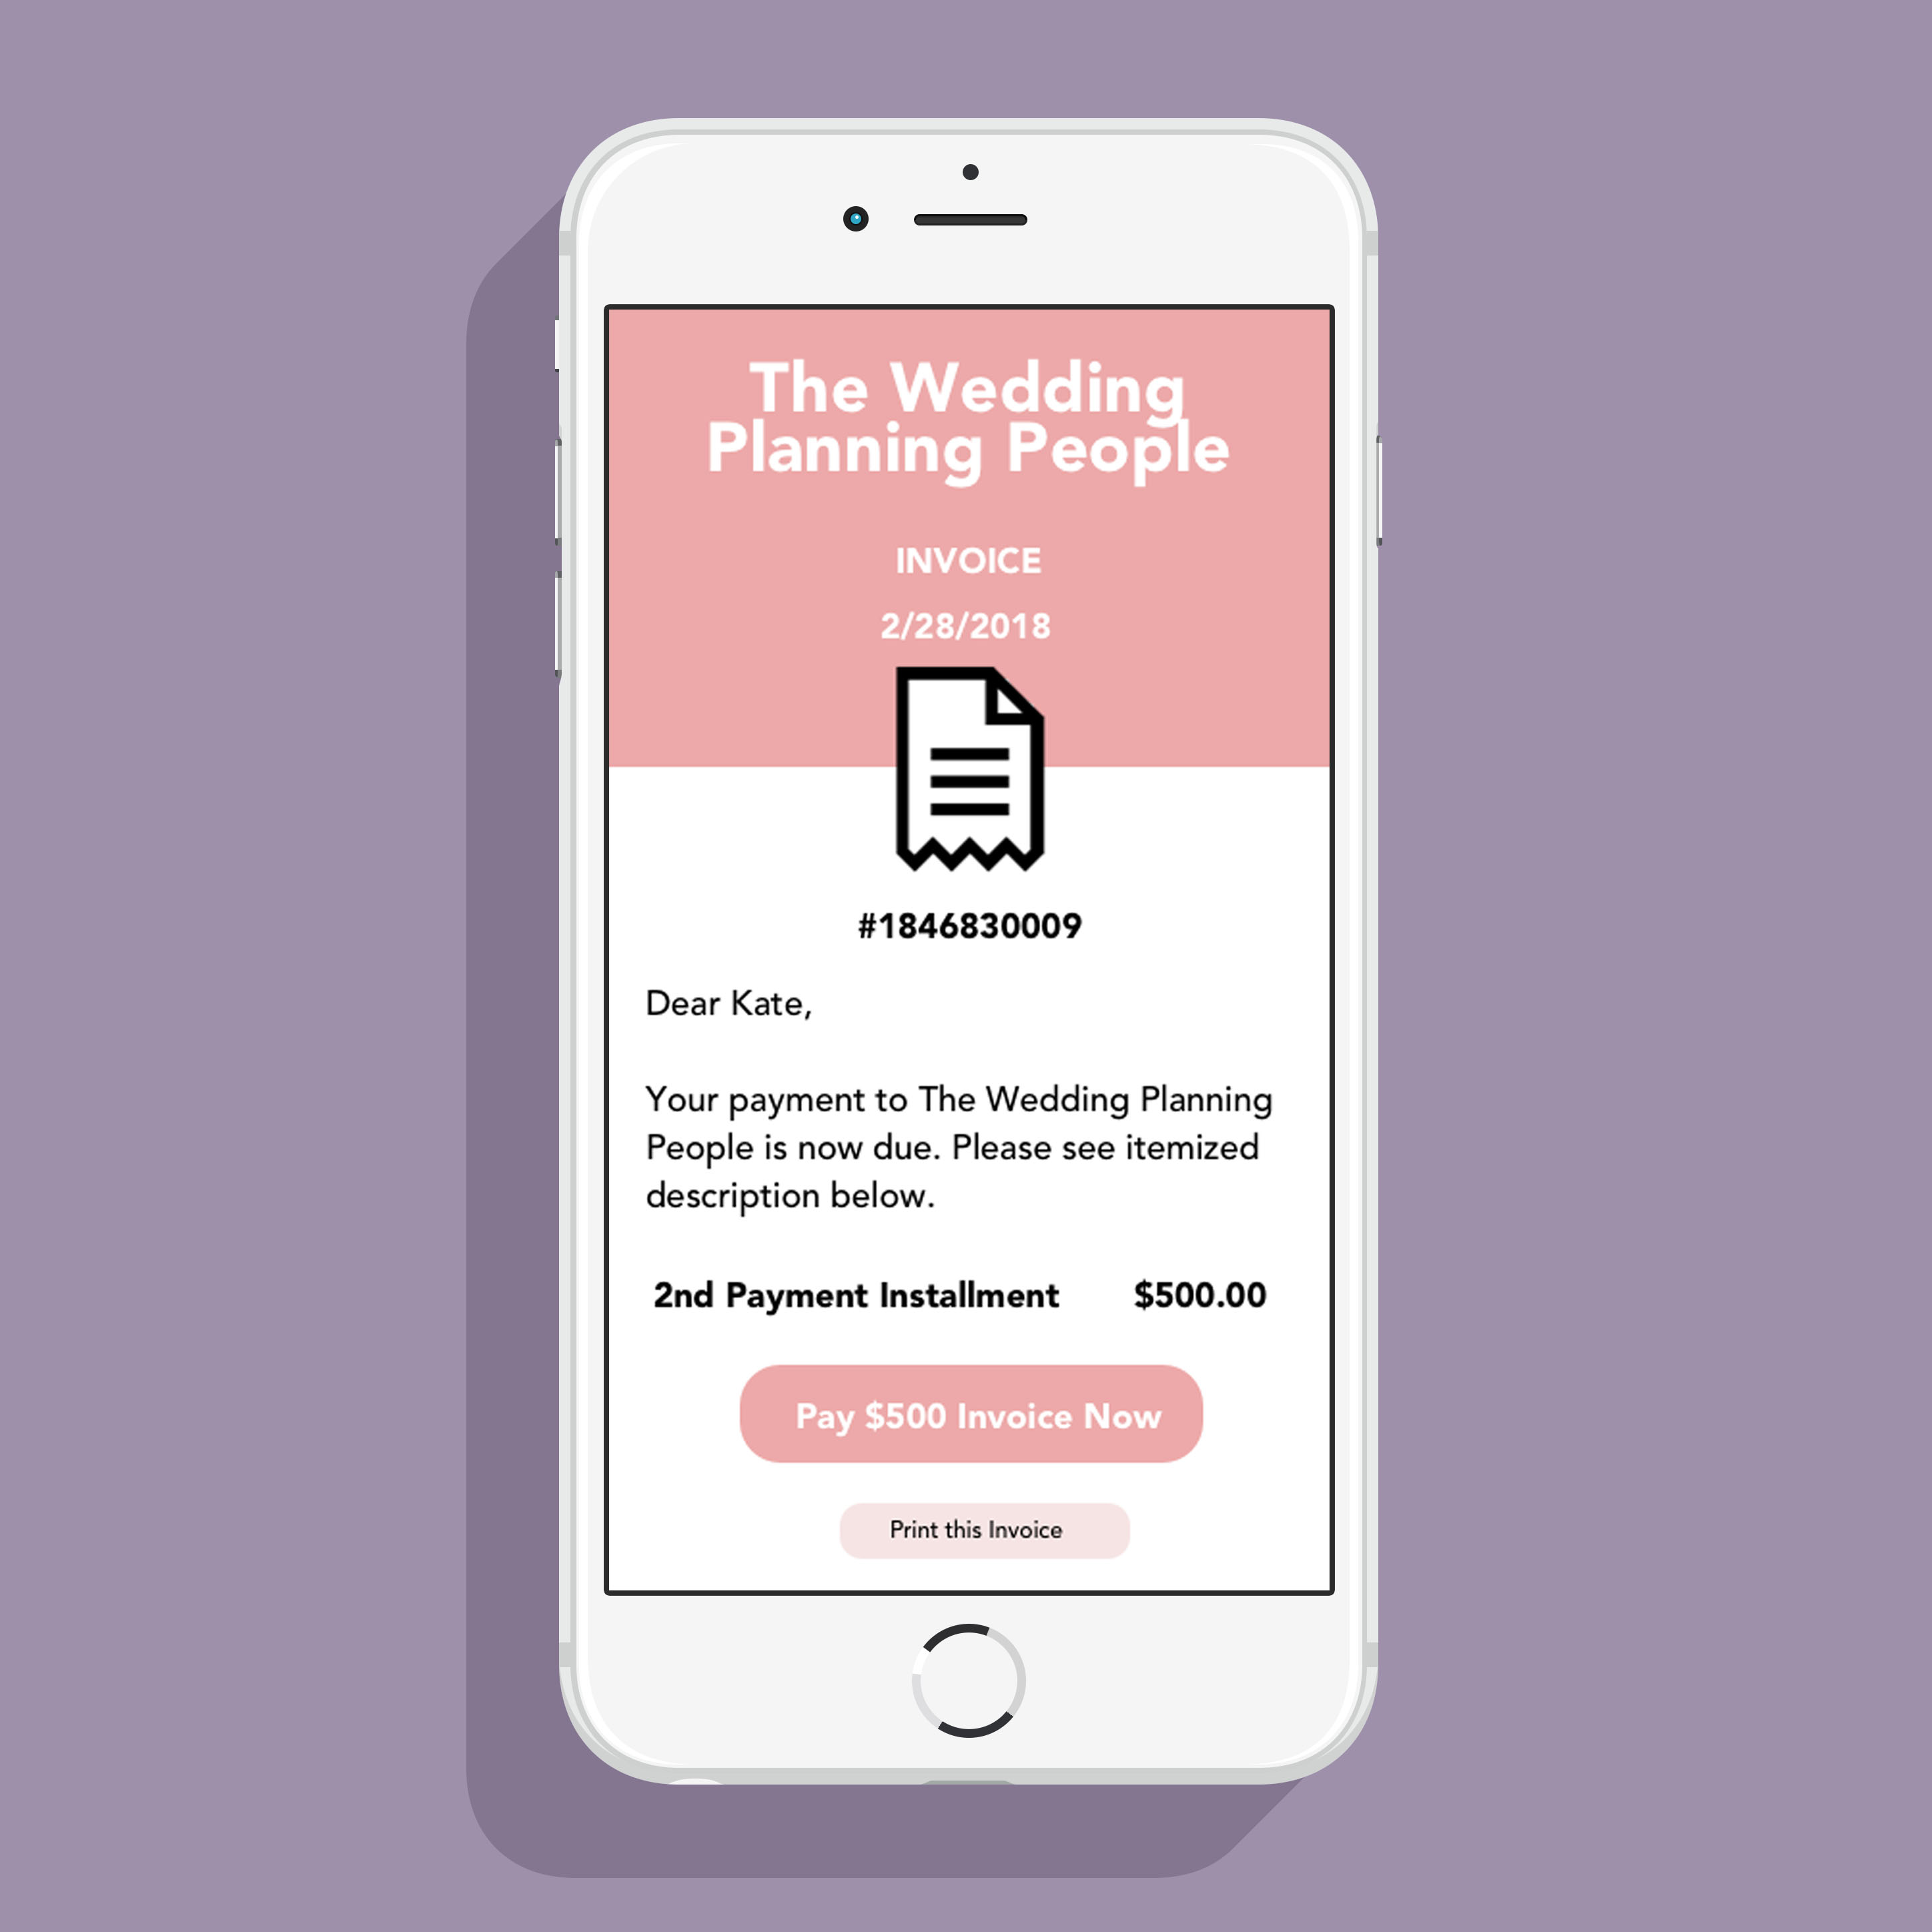 The Wedding
Planning People
INVOICE
2/28/2018
#1846830009
Dear Kate,
Your payment to The Wedding Planning
People is now due. Please see itemized
description below.
2nd Payment Installment $500.00
Pay $500 Invoice Now
Print this Invoice